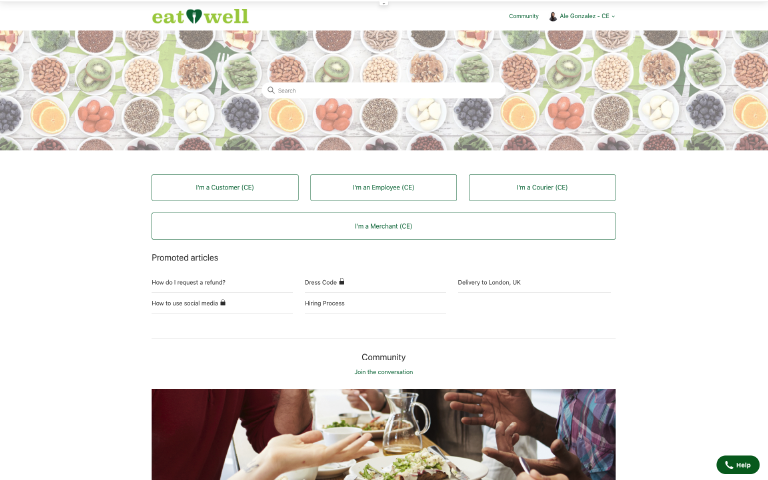 eat well
Community
Ale Gonzalez - CE
Search
I'm a Customer (CE)
I'm an Employee (CE)
I'm a Courier (CE)
I'm a Merchant (CE)
Promoted articles
How do I request a refund?
Dress Code
Delivery to London, UK
How to use social media
Hiring Process
Community
Join the conversation
Help